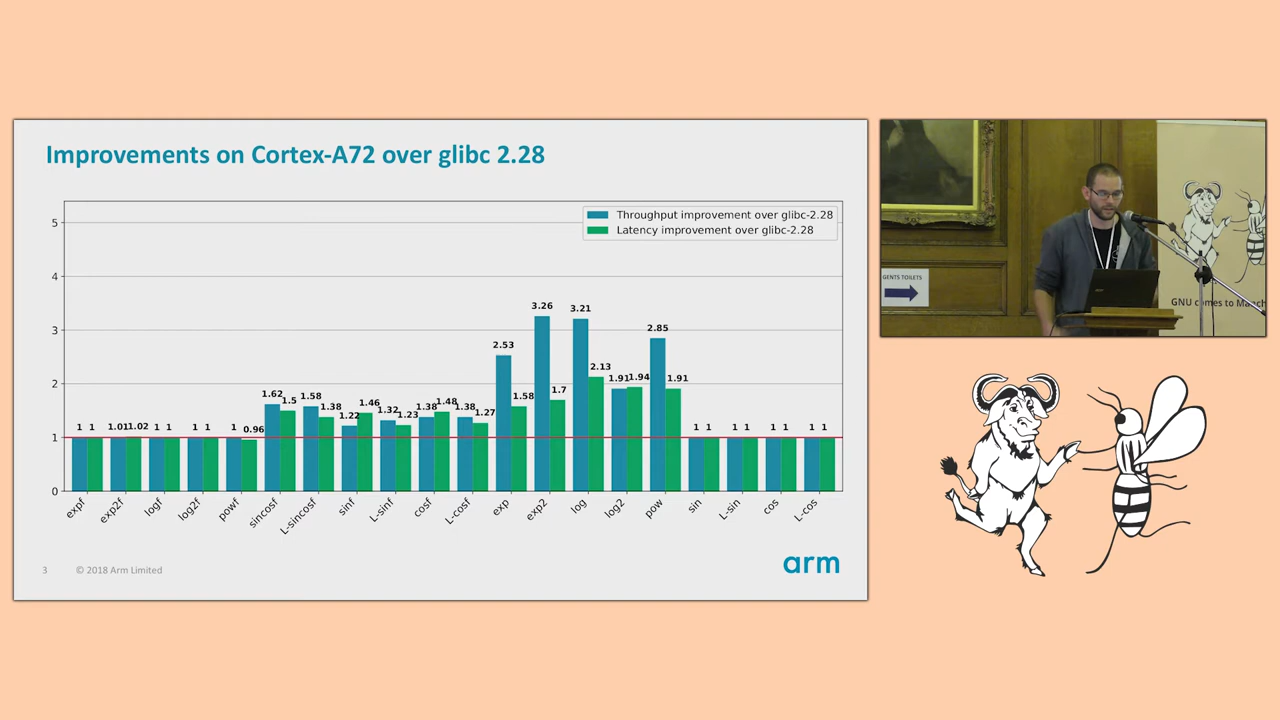 Improvements on Cortex-A72 over glibc 2.28
Throughput improvement over glibc-2.28
Latency improvement over glibc-2.28
5
4
3
2
1
0
1 1 1.01 1.02 1 1 1 1 1 0.96 1.62 1.5 1.58 1.38 1.22 1.46 1.32 1.23 1.38 1.48 1.38 1.27 2.53 1.58 3.26 1.7 3.21 2.13 1.91 1.94 2.85 1.91 1 1 1 1 1 1 1 1
expf exp2f logf log2f powf sincosf L-sincosf sinf L-sinf cosf L-cosf exp exp2 log log2 pow sin L-sin cos L-cos
3 © 2018 Arm Limited
arm
GENTS TOILETS
GNU comes to